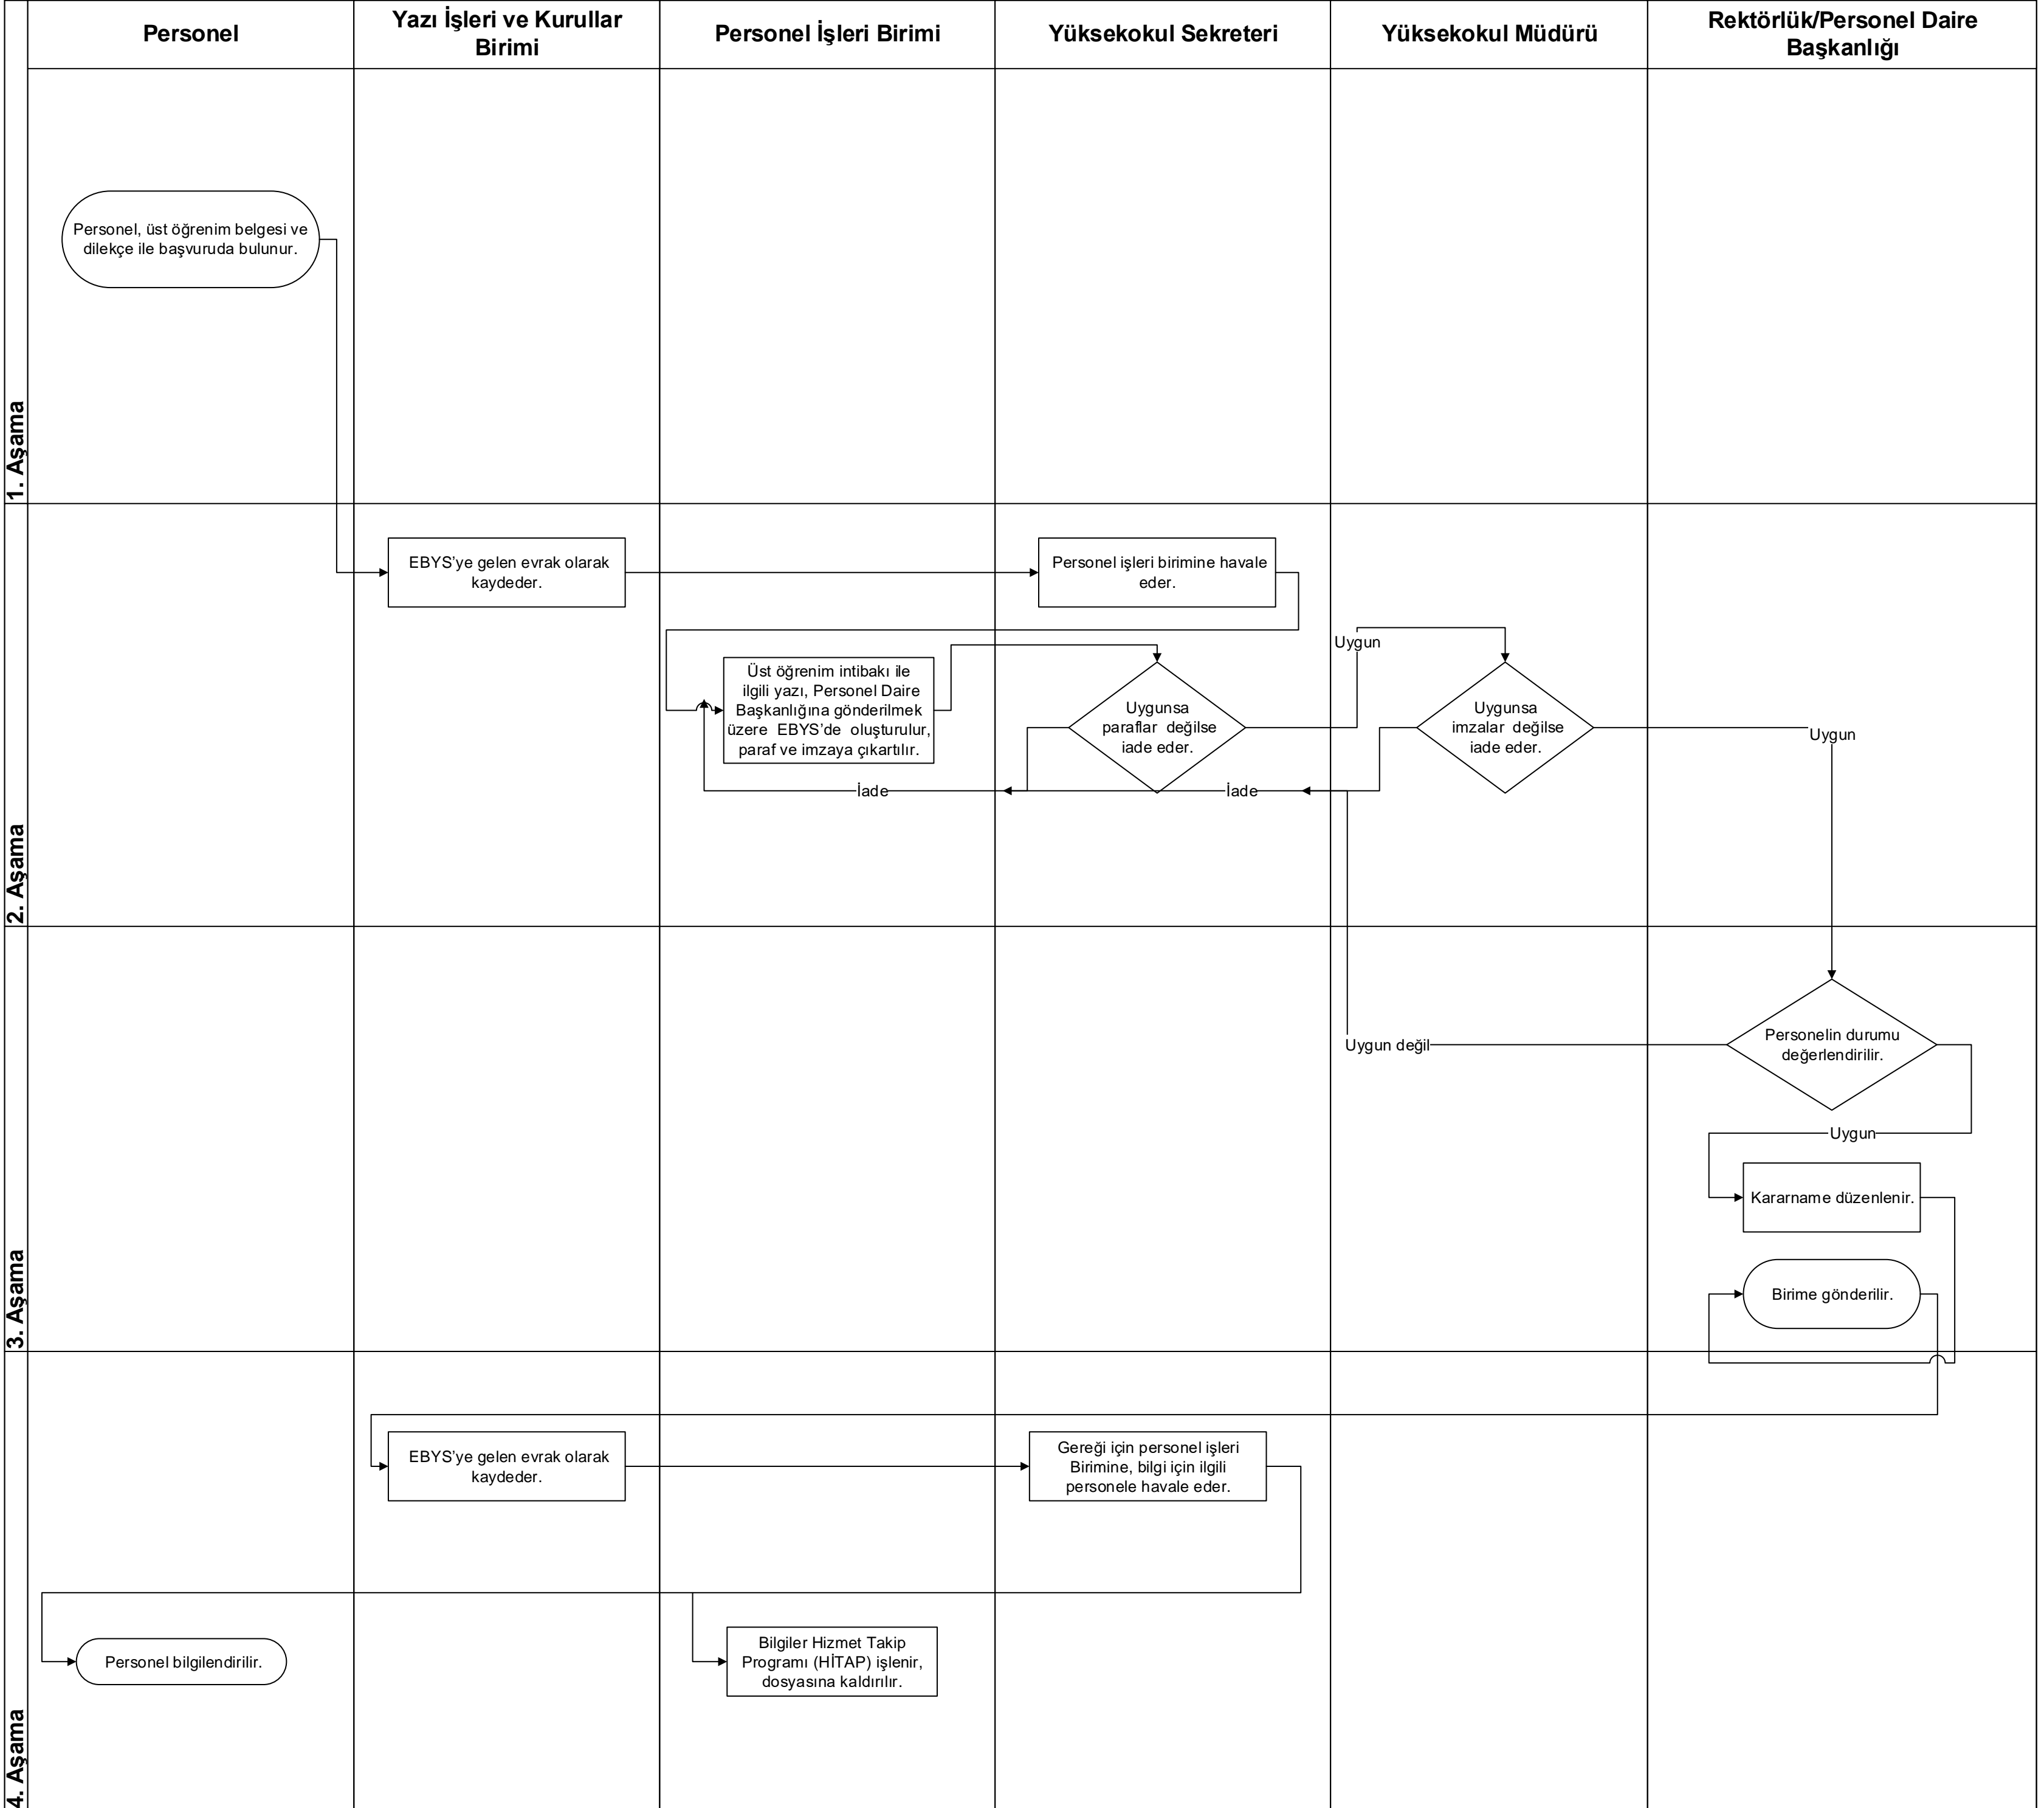 Personel
Yazı İşleri ve Kurullar
Birimi
Personel İşleri Birimi
Yüksekokul Sekreteri
Yüksekokul Müdürü
Rektörlük/Personel Daire
Başkanlığı
1. Aşama
Personel, üst öğrenim belgesi ve
dilekçe ile başvuruda bulunur.
2. Aşama
EBYS’ye gelen evrak olarak
kaydeder.
Personel işleri birimine havale
eder.
Üst öğrenim intibakı ile
ilgili yazı, Personel Daire
Başkanlığına gönderilmek
üzere EBYS’de oluşturulur,
paraf ve imzaya çıkartılır.
Uygunsa
paraflar değilse
iade eder.
Uygun
Uygunsa
imzalar değilse
iade eder.
Uygun
İade
İade
3. Aşama
Personelin durumu
değerlendirilir.
Uygun değil
Uygun
Kararname düzenlenir.
Birime gönderilir.
4. Aşama
EBYS’ye gelen evrak olarak
kaydeder.
Gereği için personel işleri
Birimine, bilgi için ilgili
personele havale eder.
Personel bilgilendirilir.
Bilgiler Hizmet Takip
Programı (HİTAP) işlenir,
dosyasına kaldırılır.